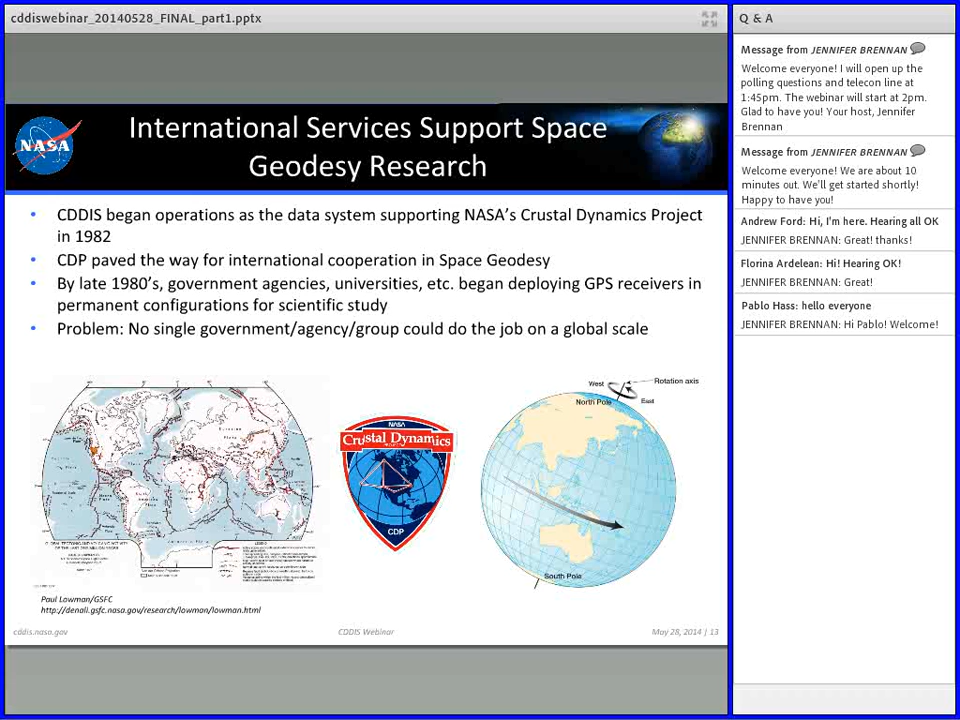 cddiswebinar_20140528_FINAL_part1.pptx
NASA
International Services Support Space
Geodesy Research
• CDDIS began operations as the data system supporting NASA's Crustal Dynamics Project
in 1982
• CDP paved the way for international cooperation in Space Geodesy
• By late 1980's, government agencies, universities, etc. began deploying GPS receivers in
permanent configurations for scientific study
• Problem: No single government/agency/group could do the job on a global scale
NASA
Crustal Dynamics
CDP
West
Rotation axis
North Pole
East
South Pole
Paul Lowman/GSFC
http://denali.gsfc.nasa.gov/research/lowman/lowman.html
cddis.nasa.gov
CDDIS Webinar
May 28, 2014 | 13
Q & A
Message from JENNIFER BRENNAN
Welcome everyone! I will open up the
polling questions and telecon line at
1:45pm. The webinar will start at 2pm.
Glad to have you! Your host, Jennifer
Brennan
Message from JENNIFER BRENNAN
Welcome everyone! We are about 10
minutes out. We'll get started shortly!
Happy to have you!
Andrew Ford: Hi, I'm here. Hearing all OK
JENNIFER BRENNAN: Great! thanks!
Florina Ardelean: Hi! Hearing OK!
JENNIFER BRENNAN: Great!
Pablo Hass: hello everyone
JENNIFER BRENNAN: Hi Pablo! Welcome!